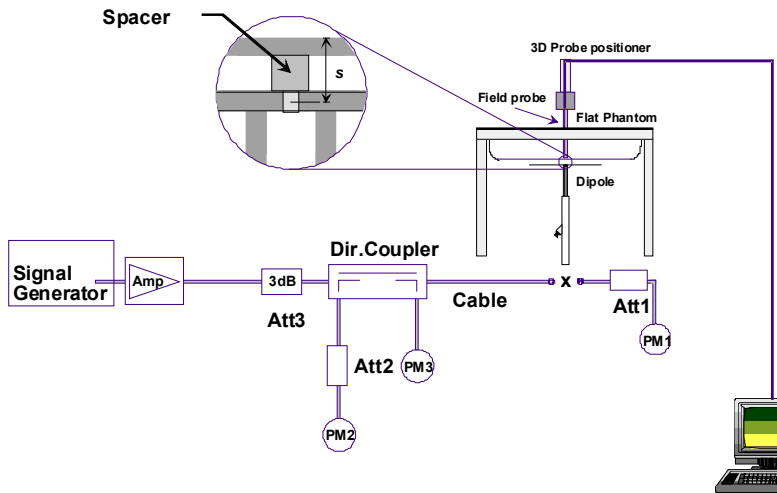 Spacer
s
3D Probe positioner
Field probe
Flat Phantom
Dipole
Signal
Generator
Amp
3dB
Att3
Dir.Coupler
Cable
x
Att1
PM1
Att2
PM3
PM2